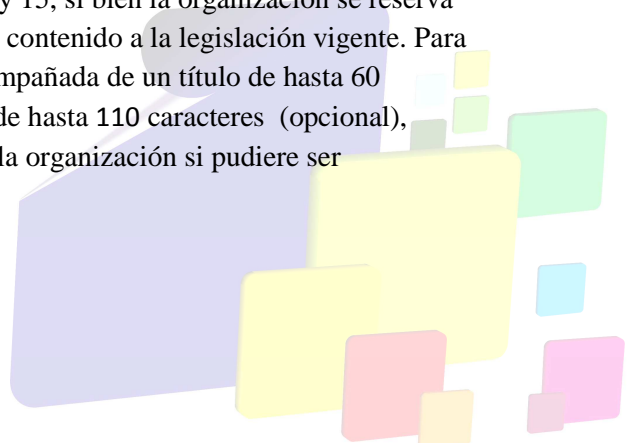 y 15, si bien la organización se reserva
contenido a la legislación vigente. Para
mpañada de un título de hasta 60
de hasta 110 caracteres (opcional),
la organización si pudiere ser